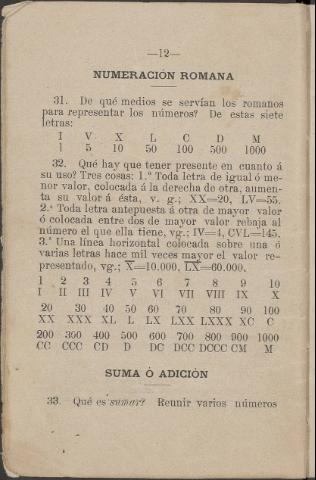 —12—
NUMERACIÓN ROMANA
31. De qué medios se servían los romanos
para representar los números? De estas siete
letras:
I V X L C D M
1 5 10 50 100 500 1000
32. Qué hay que tener presente en cuanto á
su uso? Tres cosas: 1.ª Toda letra de igual ó me-
nor valor, colocada á la derecha de otra, aumen-
ta su valor á ésta, v. g.; XX=20, LV=55.
2.ª Toda letra antepuesta á otra de mayor valor
ó colocada entre dos de mayor valor rebaja al
número el que ella tiene, vg.; IV=4, CVL=145.
3.ª Una línea horizontal colocada sobre una ó
varias letras hace mil veces mayor el valor re-
presentado, vg.; X̅=10.000, L̅X̅=60.000.
1 2 3 4 5 6 7 8 9 10
I II III IV V VI VII VIII IX X
20 30 40 50 60 70 80 90 100
XX XXX XL L LX LXX LXXX XC C
200 300 400 500 600 700 800 900 1000
CC CCC CD D DC DCC DCCC CM M
SUMA Ó ADICIÓN
33. Qué es sumar? Reunir varios números